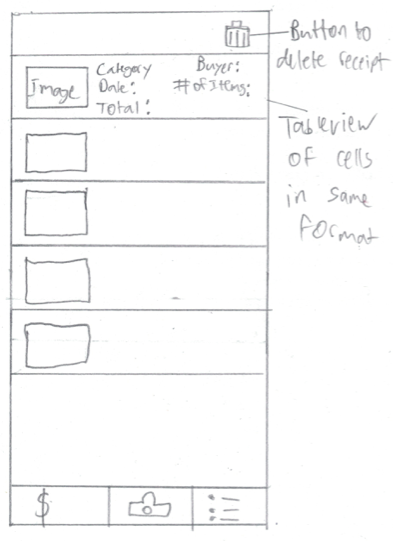 Button to
delete receipt
Image
Category
Date:
Total:
Buyer:
# of Items:
Tableview
of cells
in same
format
$